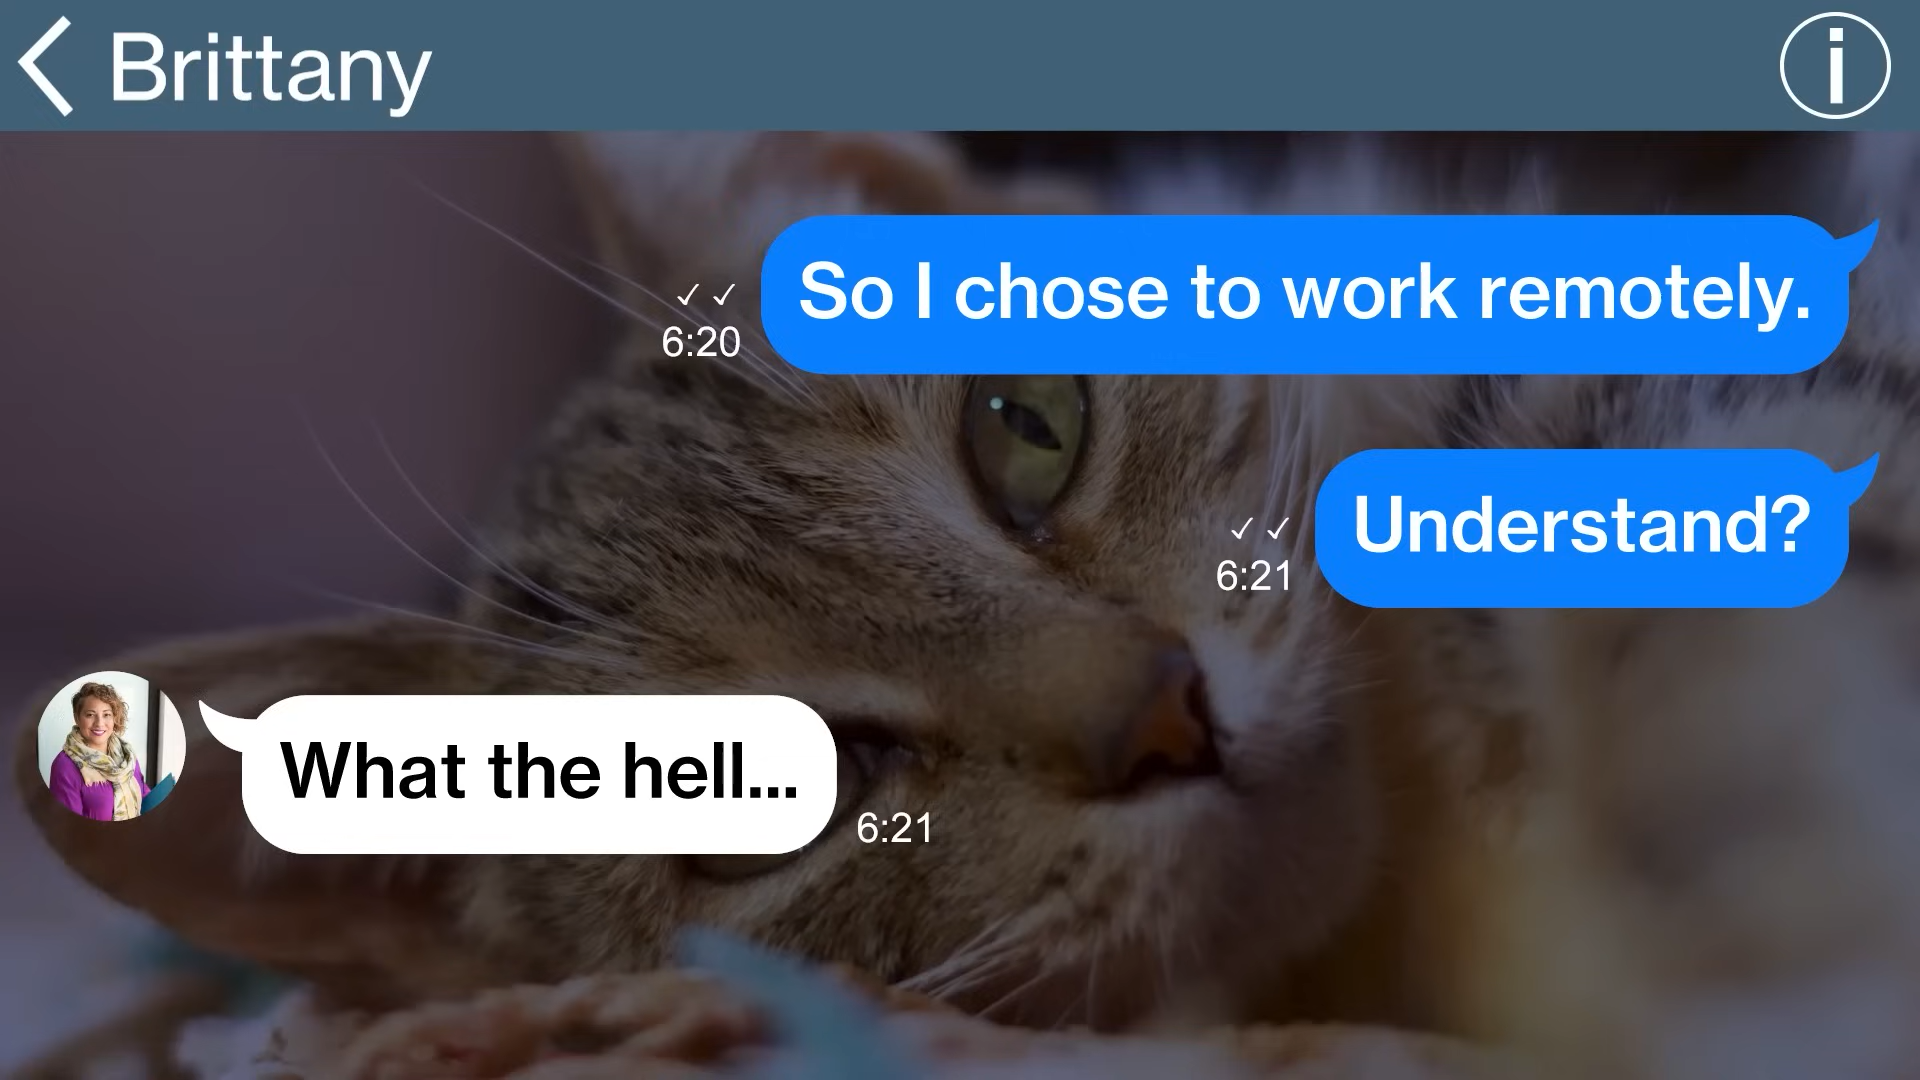 Brittany
So I chose to work remotely.
✓ ✓
6:20
Understand?
✓ ✓
6:21
What the hell...
6:21